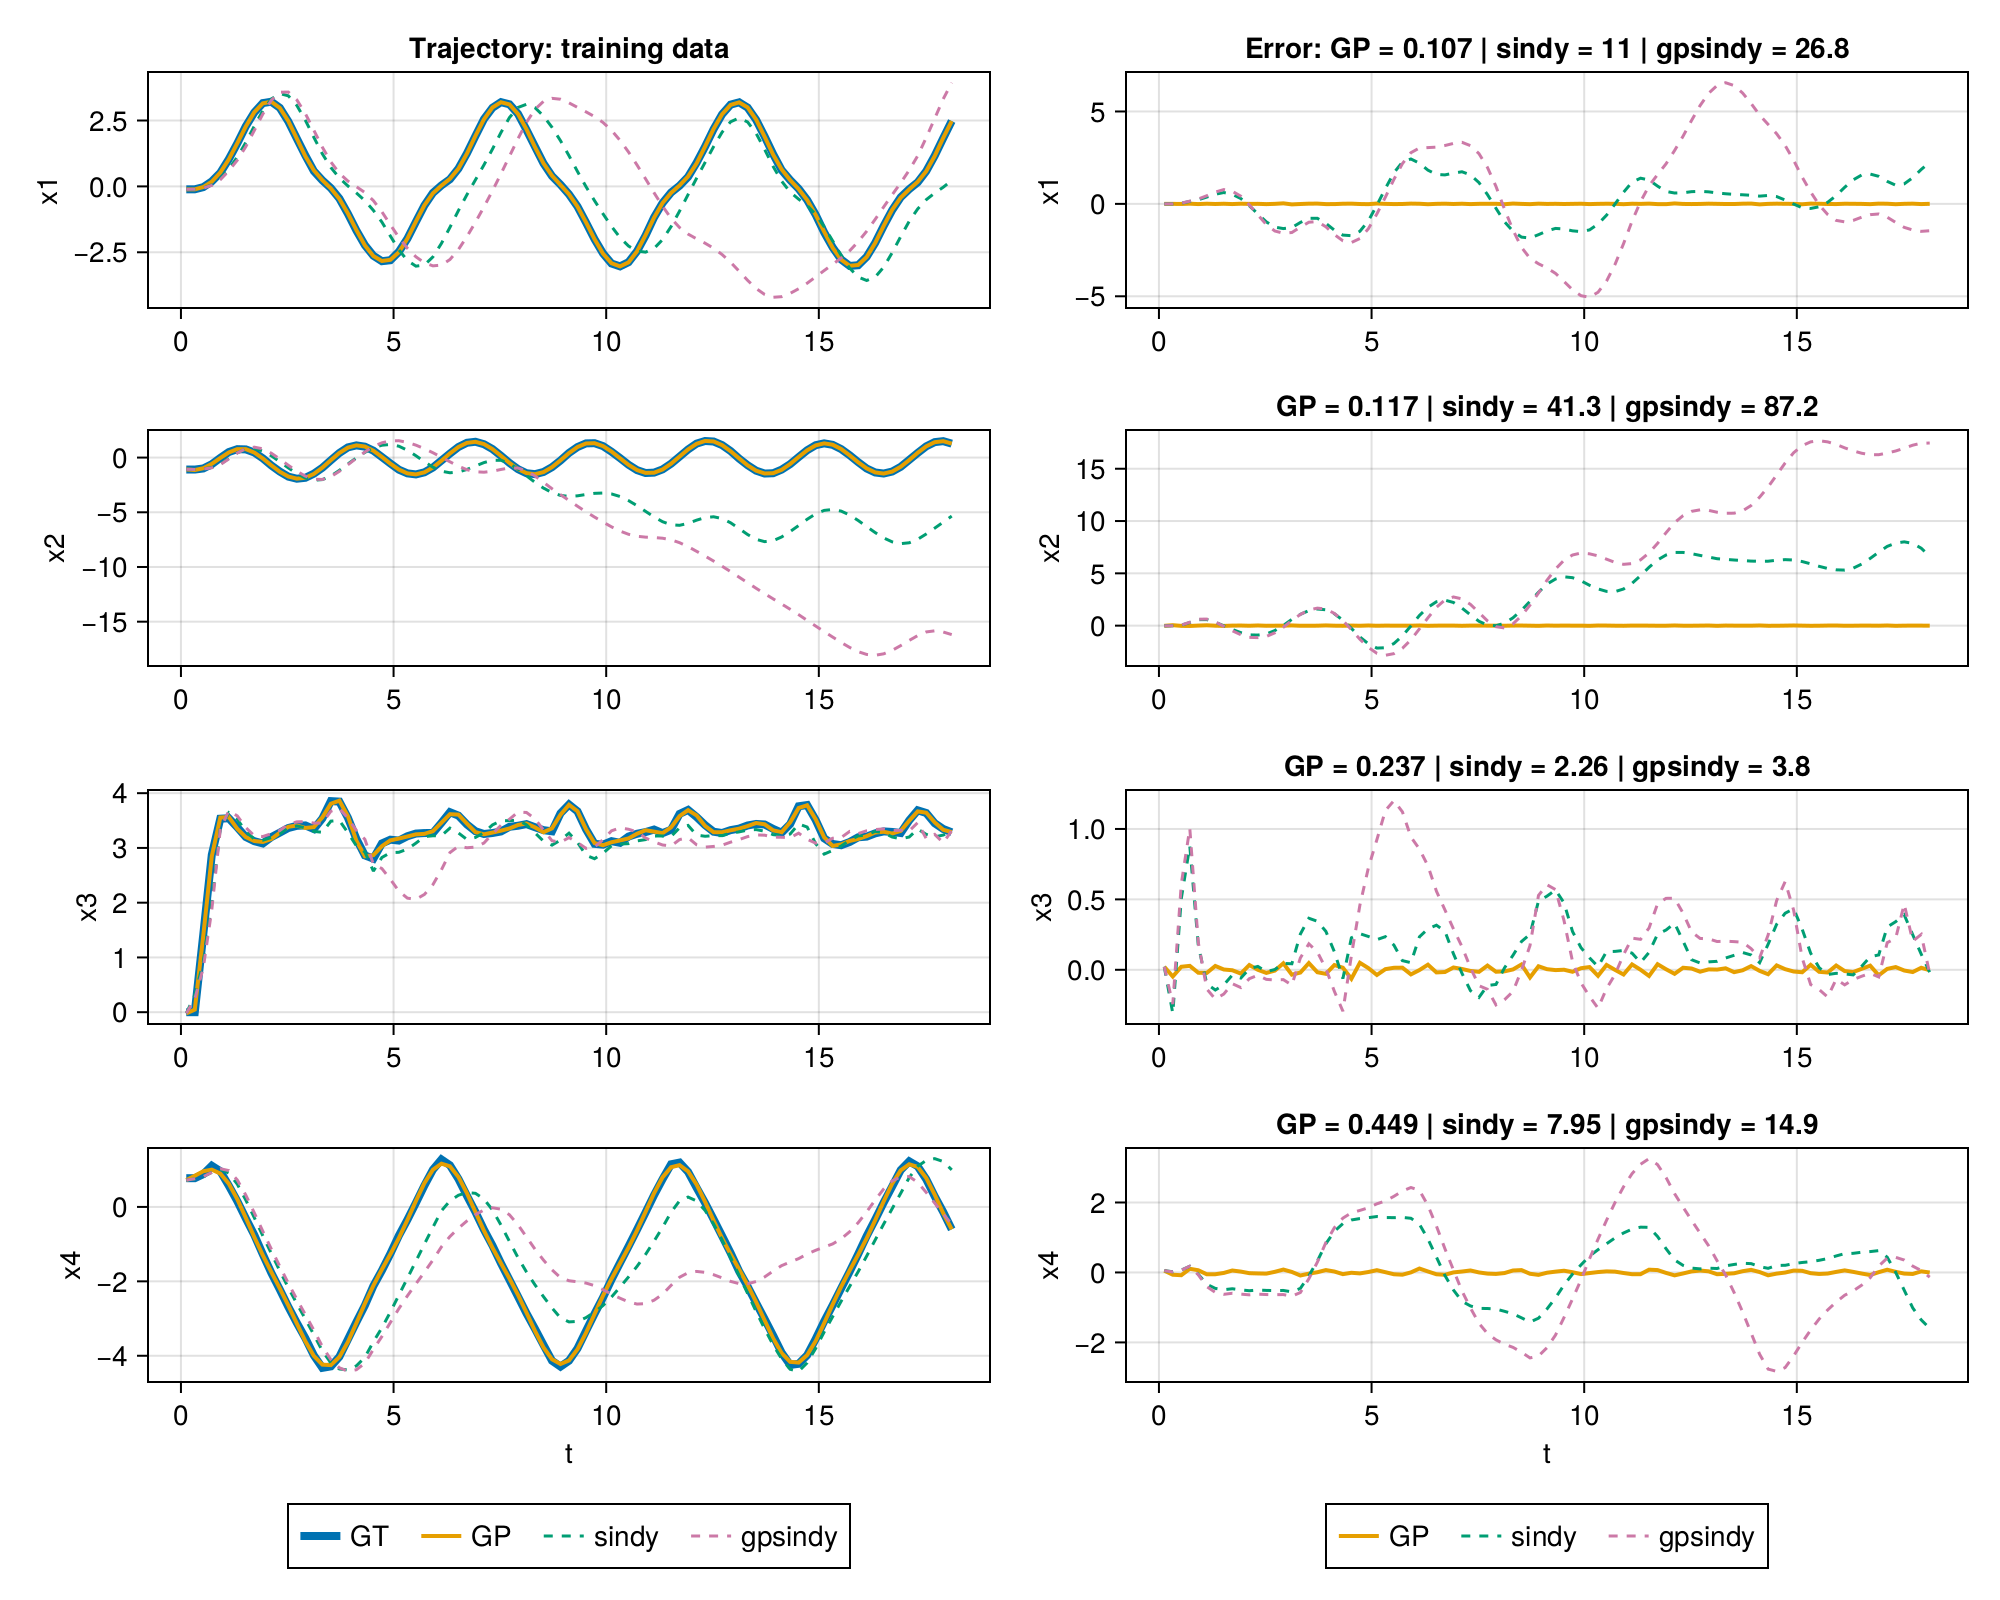 Trajectory: training data
Error: GP = 0.107 | sindy = 11 | gpsindy = 26.8
x1
2.5
0.0
−2.5
0 5 10 15
x1
5
0
−5
0 5 10 15
GP = 0.117 | sindy = 41.3 | gpsindy = 87.2
x2
0
−5
−10
−15
0 5 10 15
x2
15
10
5
0
0 5 10 15
GP = 0.237 | sindy = 2.26 | gpsindy = 3.8
x3
4
3
2
1
0
0 5 10 15
x3
1.0
0.5
0.0
0 5 10 15
GP = 0.449 | sindy = 7.95 | gpsindy = 14.9
x4
0
−2
−4
0 5 10 15
t
x4
2
0
−2
0 5 10 15
t
GT GP sindy gpsindy
GP sindy gpsindy